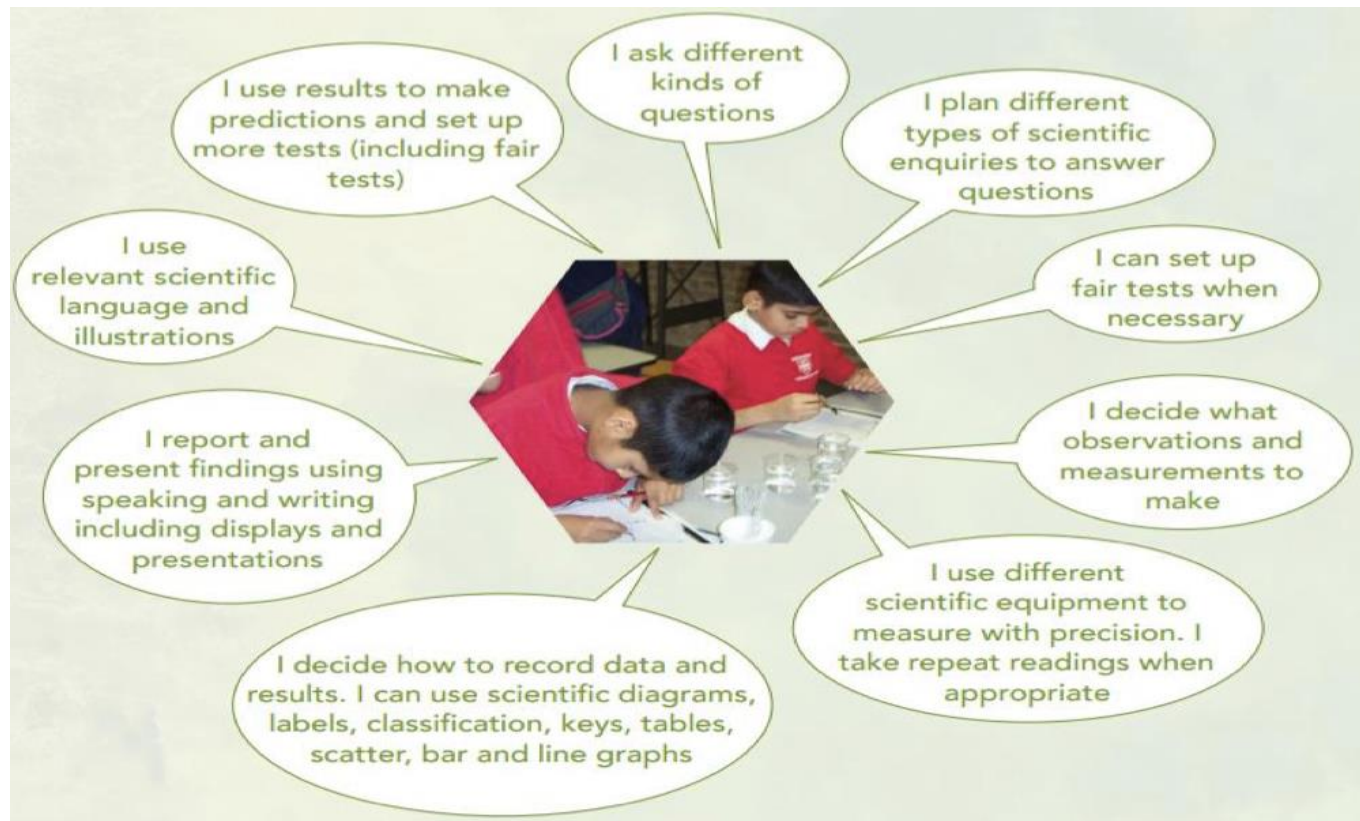 I ask different
kinds of
questions
I plan different
types of scientific
enquiries to answer
questions
I can set up
fair tests when
necessary
I decide what
observations and
measurements to
make
I use different
scientific equipment to
measure with precision. I
take repeat readings when
appropriate
I decide how to record data and
results. I can use scientific diagrams,
labels, classification, keys, tables,
scatter, bar and line graphs
I report and
present findings using
speaking and writing
including displays and
presentations
I use
relevant scientific
language and
illustrations
I use results to make
predictions and set up
more tests (including fair
tests)